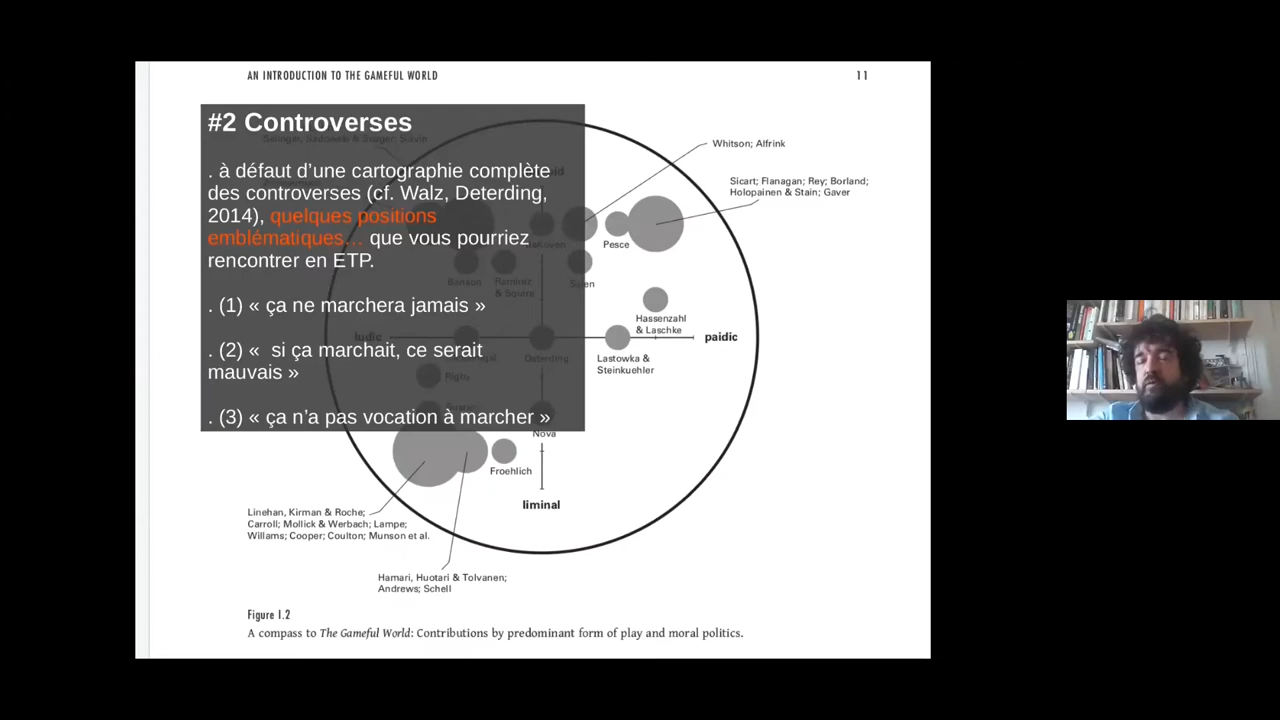 AN INTRODUCTION TO THE GAMEFUL WORLD
11
#2 Controverses
. à défaut d’une cartographie complète
des controverses (cf. Walz, Deterding,
2014), quelques positions
emblématiques… que vous pourriez
rencontrer en ETP.
. (1) « ça ne marchera jamais »
. (2) « si ça marchait, ce serait
mauvais »
. (3) « ça n’a pas vocation à marcher »
Whitson; Alfrink
Sicart; Flanagan; Rey; Borland;
Holopainen & Stain; Gaver
Pesce
Hassenzahl
& Laschke
ludic
paidic
Deterding
Lastowka &
Steinkuehler
Rigby
Nova
Froehlich
liminal
Linehan, Kirman & Roche;
Carroll; Mollick & Werbach; Lampe;
Willams; Cooper; Coulton; Munson et al.
Hamari, Huotari & Tolvanen;
Andrews; Schell
Figure I.2
A compass to The Gameful World: Contributions by predominant form of play and moral politics.